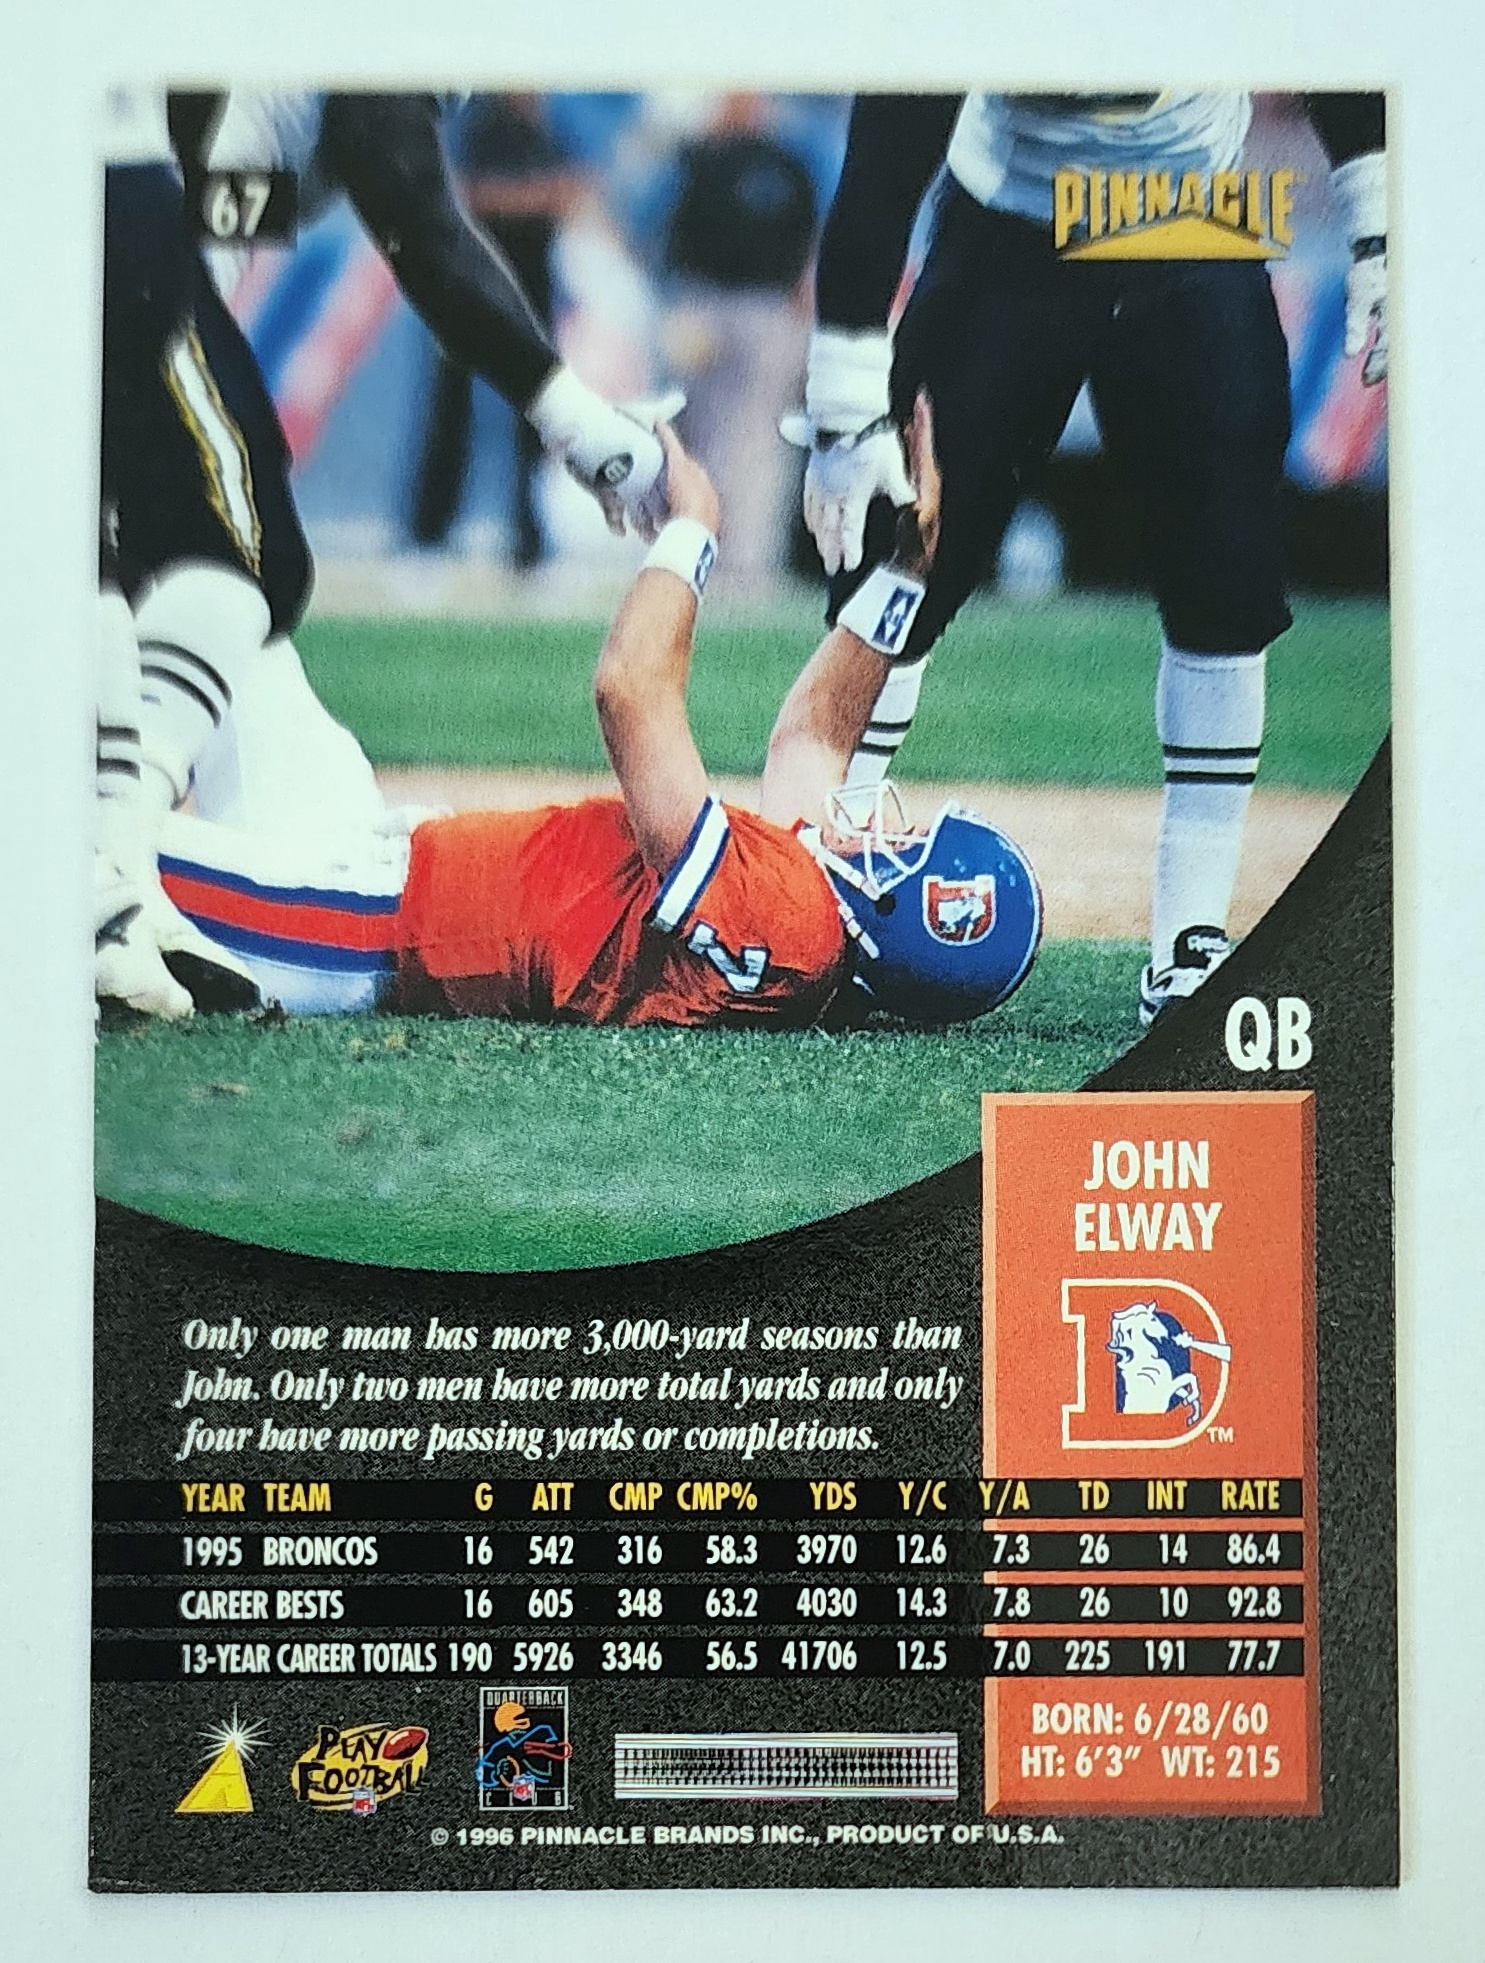 67
PINNACLE
7
QB
JOHN
ELWAY
TM
Only one man has more 3,000-yard seasons than
John. Only two men have more total yards and only
four have more passing yards or completions.
YEAR TEAM G ATT CMP CMP% YDS Y/C Y/A TD INT RATE
1995 BRONCOS 16 542 316 58.3 3970 12.6 7.3 26 14 86.4
CAREER BESTS 16 605 348 63.2 4030 14.3 7.8 26 10 92.8
13-YEAR CAREER TOTALS 190 5926 3346 56.5 41706 12.5 7.0 225 191 77.7
BORN: 6/28/60
HT: 6'3" WT: 215
PLAY
FOOTBALL
QUARTERBACK
CLUB
© 1996 PINNACLE BRANDS INC., PRODUCT OF U.S.A.